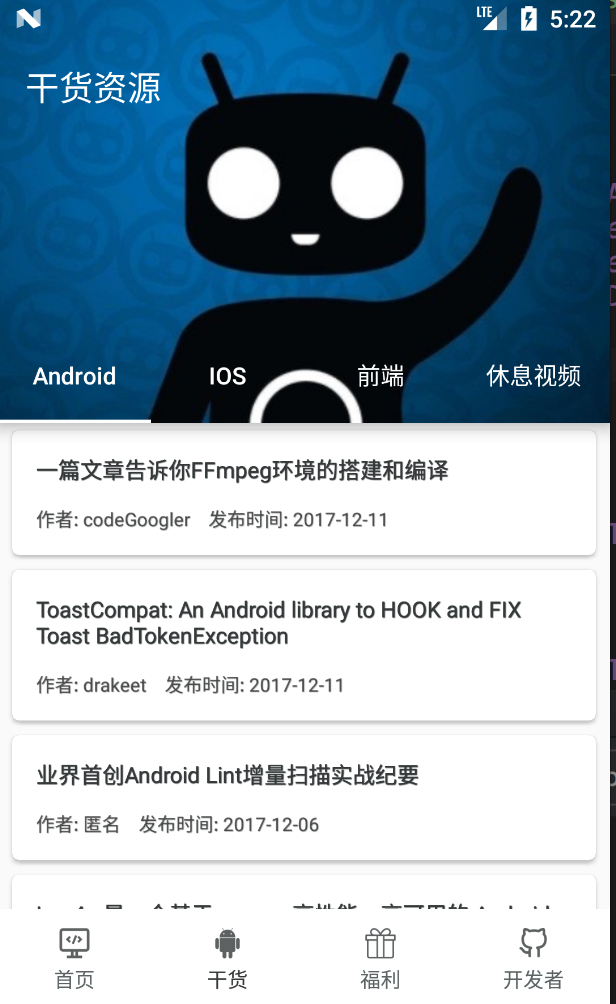 LTE 5:22
干货资源
Android IOS 前端 休息视频
一篇文章告诉你FFmpeg环境的搭建和编译
作者: codeGoogler 发布时间: 2017-12-11
ToastCompat: An Android library to HOOK and FIX
Toast BadTokenException
作者: drakeet 发布时间: 2017-12-11
业界首创Android Lint增量扫描实战纪要
作者: 匿名 发布时间: 2017-12-06
首页 干货 福利 开发者